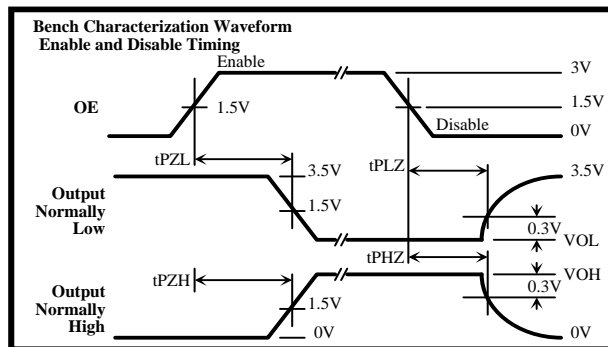 Bench Characterization Waveform
Enable and Disable Timing
Enable
3V
OE
1.5V
1.5V
Disable
0V
tPZL
3.5V
tPLZ
3.5V
Output
Normally
Low
1.5V
0.3V
VOL
tPZH
tPHZ
VOH
0.3V
Output
Normally
High
1.5V
0V
0V